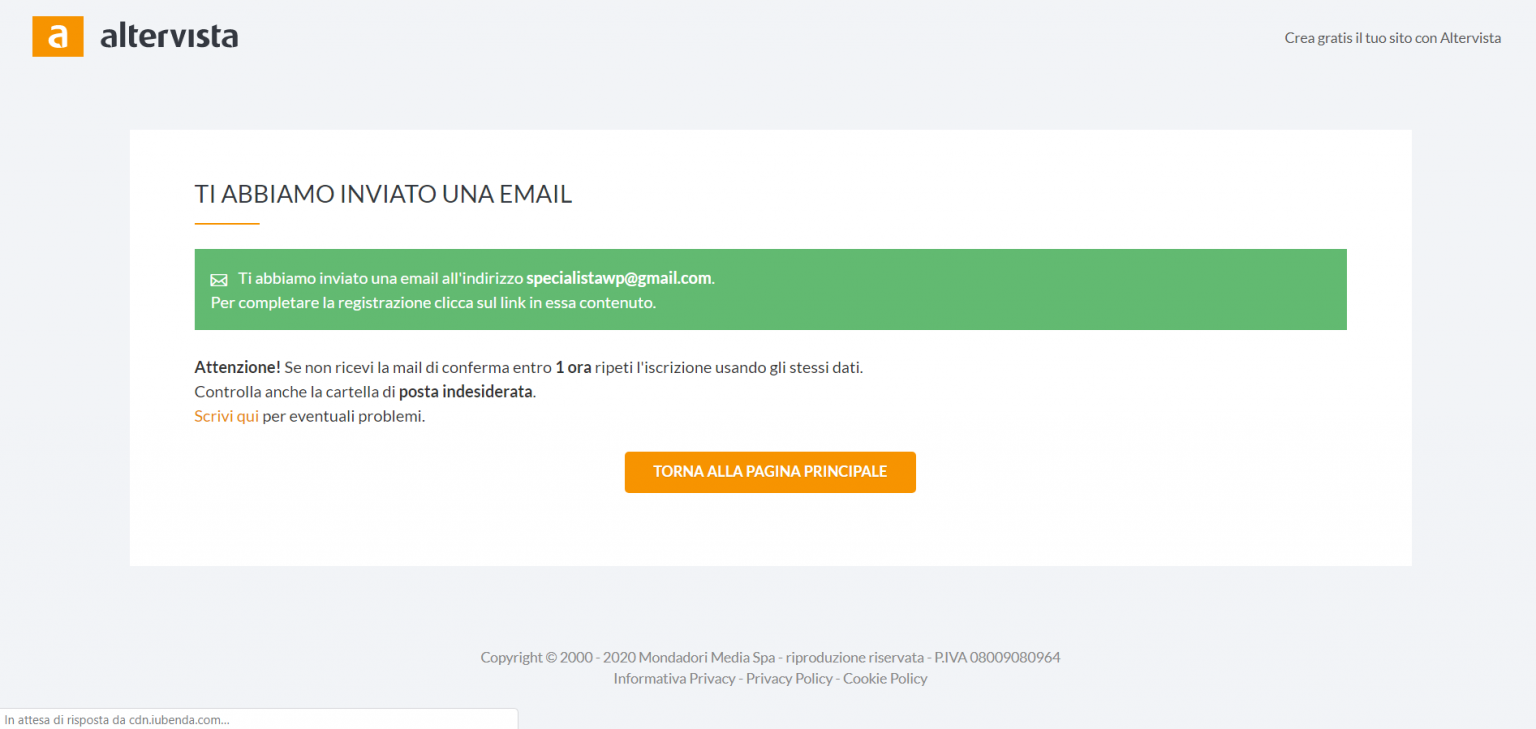 a altervista
Crea gratis il tuo sito con Altervista
TI ABBIAMO INVIATO UNA EMAIL
Ti abbiamo inviato una email all'indirizzo specialistawp@gmail.com.
Per completare la registrazione clicca sul link in essa contenuto.
Attenzione! Se non ricevi la mail di conferma entro 1 ora ripeti l'iscrizione usando gli stessi dati.
Controlla anche la cartella di posta indesiderata.
Scrivi qui per eventuali problemi.
TORNA ALLA PAGINA PRINCIPALE
Copyright © 2000 - 2020 Mondadori Media Spa - riproduzione riservata - P.IVA 08009080964
Informativa Privacy - Privacy Policy - Cookie Policy
In attesa di risposta da cdn.iubenda.com...